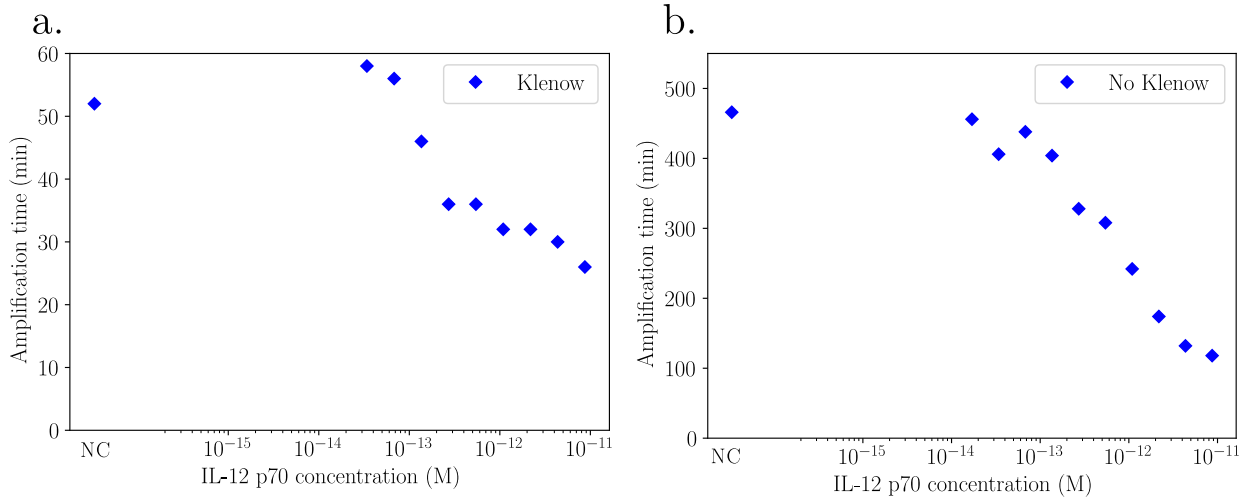 a.
Klenow
60
50
40
30
20
10
0
Amplification time (min)
NC
10⁻¹⁵
10⁻¹⁴
10⁻¹³
10⁻¹²
10⁻¹¹
IL-12 p70 concentration (M)
b.
No Klenow
500
400
300
200
100
0
Amplification time (min)
NC
10⁻¹⁵
10⁻¹⁴
10⁻¹³
10⁻¹²
10⁻¹¹
IL-12 p70 concentration (M)